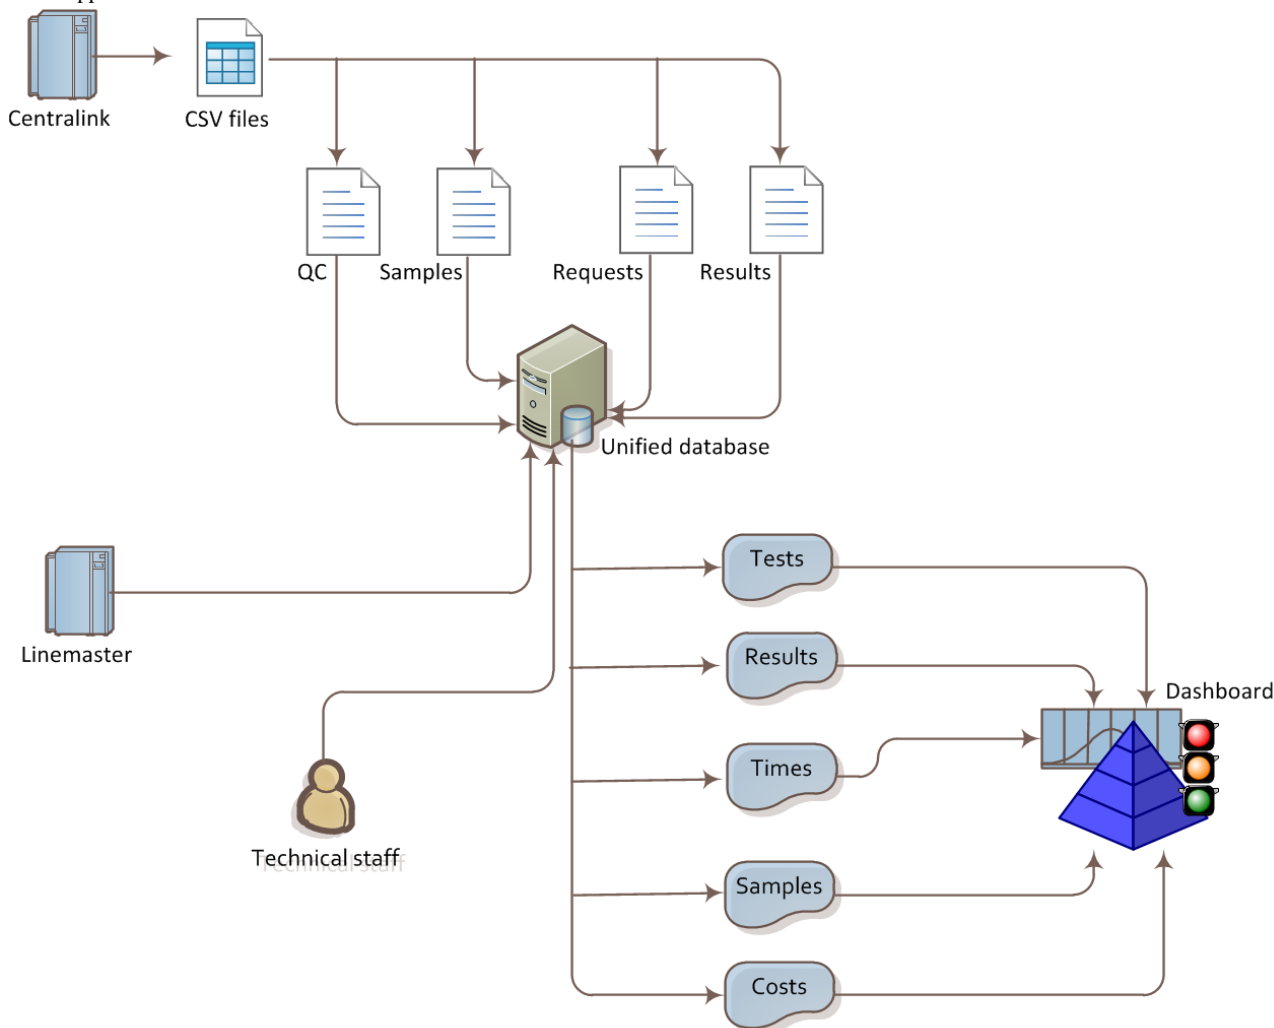 Centralink
CSV files
QC
Samples
Requests
Results
Unified database
Tests
Linemaster
Results
Dashboard
Times
Technical staff
Samples
Costs